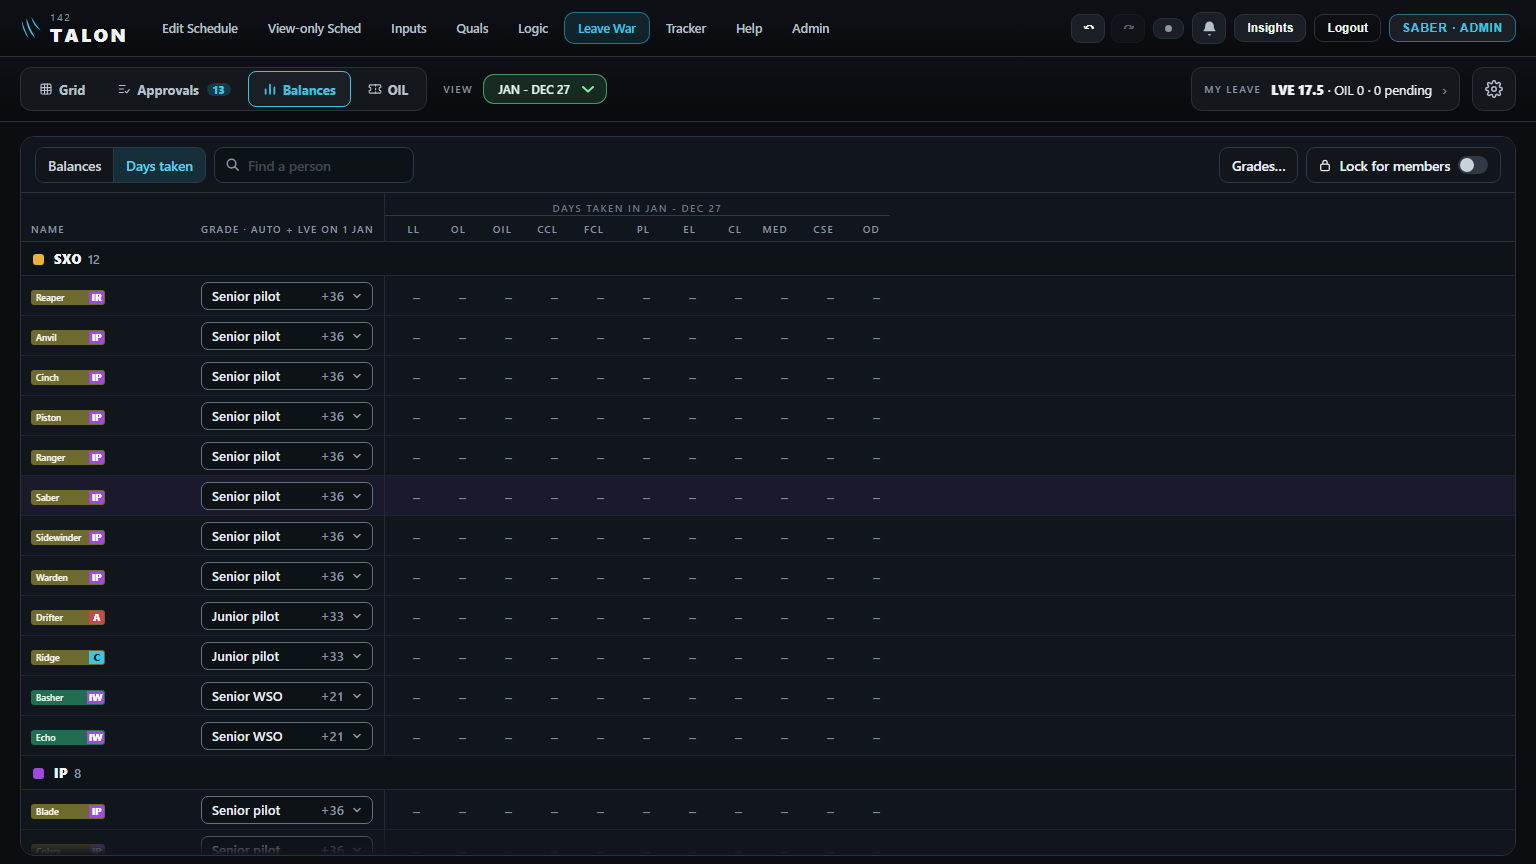 142
TALON
Edit Schedule View-only Sched Inputs Quals Logic Leave War Tracker Help Admin
Insights Logout SABER · ADMIN
Grid Approvals 13 Balances OIL VIEW JAN - DEC 27
MY LEAVE LVE 17.5 · OIL 0 · 0 pending ›
Balances Days taken Find a person
Grades... Lock for members
DAYS TAKEN IN JAN - DEC 27
NAME GRADE · AUTO + LVE ON 1 JAN LL OL OIL CCL FCL PL EL CL MED CSE OD
SXO 12
Reaper IR Senior pilot +36 – – – – – – – – – – –
Anvil IP Senior pilot +36 – – – – – – – – – – –
Cinch IP Senior pilot +36 – – – – – – – – – – –
Piston IP Senior pilot +36 – – – – – – – – – – –
Ranger IP Senior pilot +36 – – – – – – – – – – –
Saber IP Senior pilot +36 – – – – – – – – – – –
Sidewinder IP Senior pilot +36 – – – – – – – – – – –
Warden IP Senior pilot +36 – – – – – – – – – – –
Drifter A Junior pilot +33 – – – – – – – – – – –
Ridge C Junior pilot +33 – – – – – – – – – – –
Basher IW Senior WSO +21 – – – – – – – – – – –
Echo IW Senior WSO +21 – – – – – – – – – – –
IP 8
Blade IP Senior pilot +36 – – – – – – – – – – –
Senior pilot +36